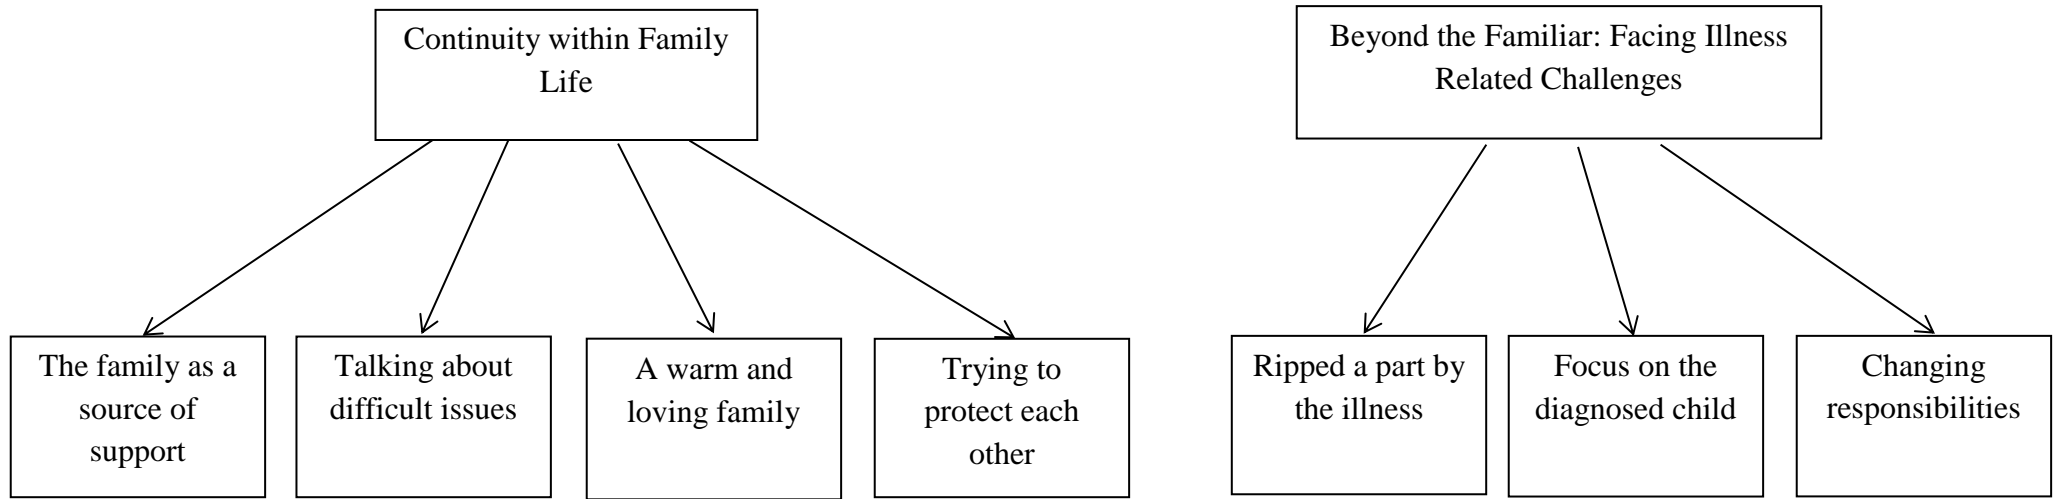 Continuity within Family
Life
Beyond the Familiar: Facing Illness
Related Challenges
The family as a
source of
support
Talking about
difficult issues
A warm and
loving family
Trying to
protect each
other
Ripped a part by
the illness
Focus on the
diagnosed child
Changing
responsibilities